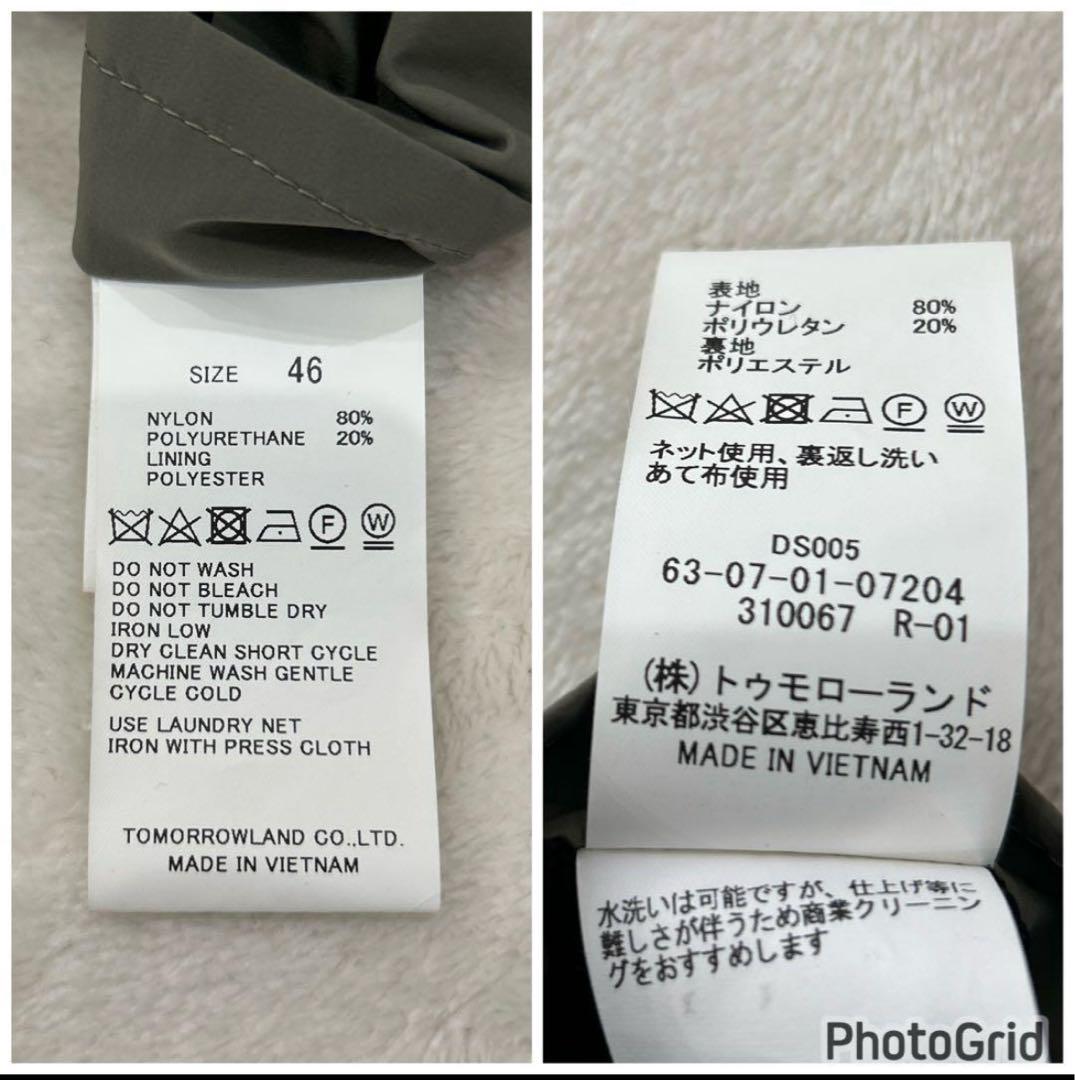 SIZE 46
NYLON 80%
POLYURETHANE 20%
LINING
POLYESTER
F W
DO NOT WASH
DO NOT BLEACH
DO NOT TUMBLE DRY
IRON LOW
DRY CLEAN SHORT CYCLE
MACHINE WASH GENTLE
CYCLE COLD
USE LAUNDRY NET
IRON WITH PRESS CLOTH
TOMORROWLAND CO.,LTD.
MADE IN VIETNAM
表地
ナイロン 80%
ポリウレタン 20%
裏地
ポリエステル
F W
ネット使用、裏返し洗い
あて布使用
DS005
63-07-01-07204
310067 R-01
(株)トゥモローランド
東京都渋谷区恵比寿西1-32-18
MADE IN VIETNAM
水洗いは可能ですが、仕上げ等に
難しさが伴うため商業クリーニン
グをおすすめします
PhotoGrid